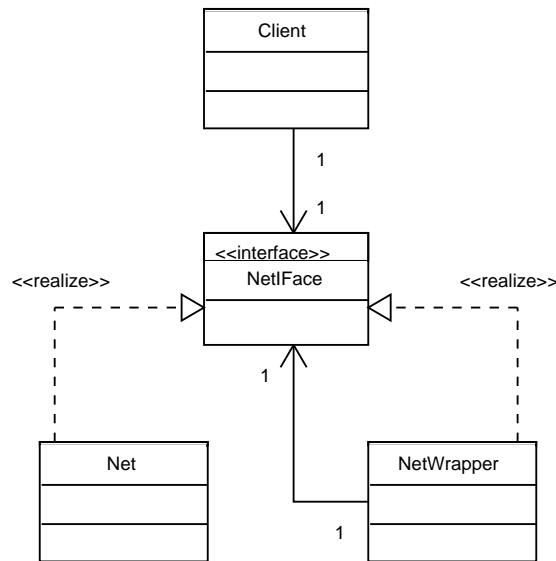 Client
1
1
<<interface>>
<<realize>>
NetIFace
<<realize>>
1
Net
NetWrapper
1